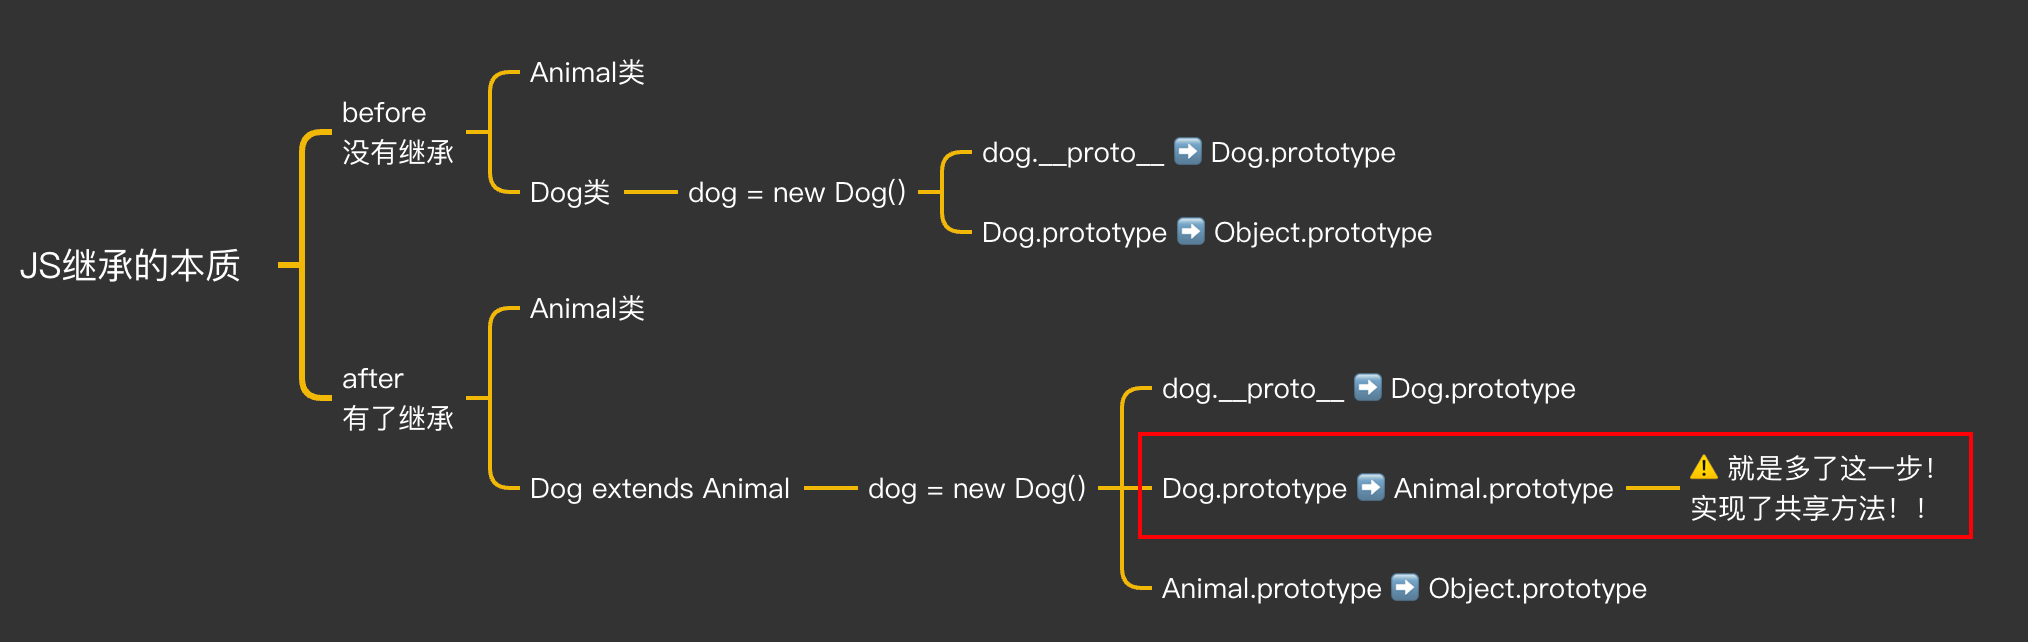 JS继承的本质
before
没有继承
Animal类
Dog类
dog = new Dog()
dog.__proto__ ➡️ Dog.prototype
Dog.prototype ➡️ Object.prototype
after
有了继承
Animal类
Dog extends Animal
dog = new Dog()
dog.__proto__ ➡️ Dog.prototype
Dog.prototype ➡️ Animal.prototype
⚠️ 就是多了这一步！
实现了共享方法！！
Animal.prototype ➡️ Object.prototype